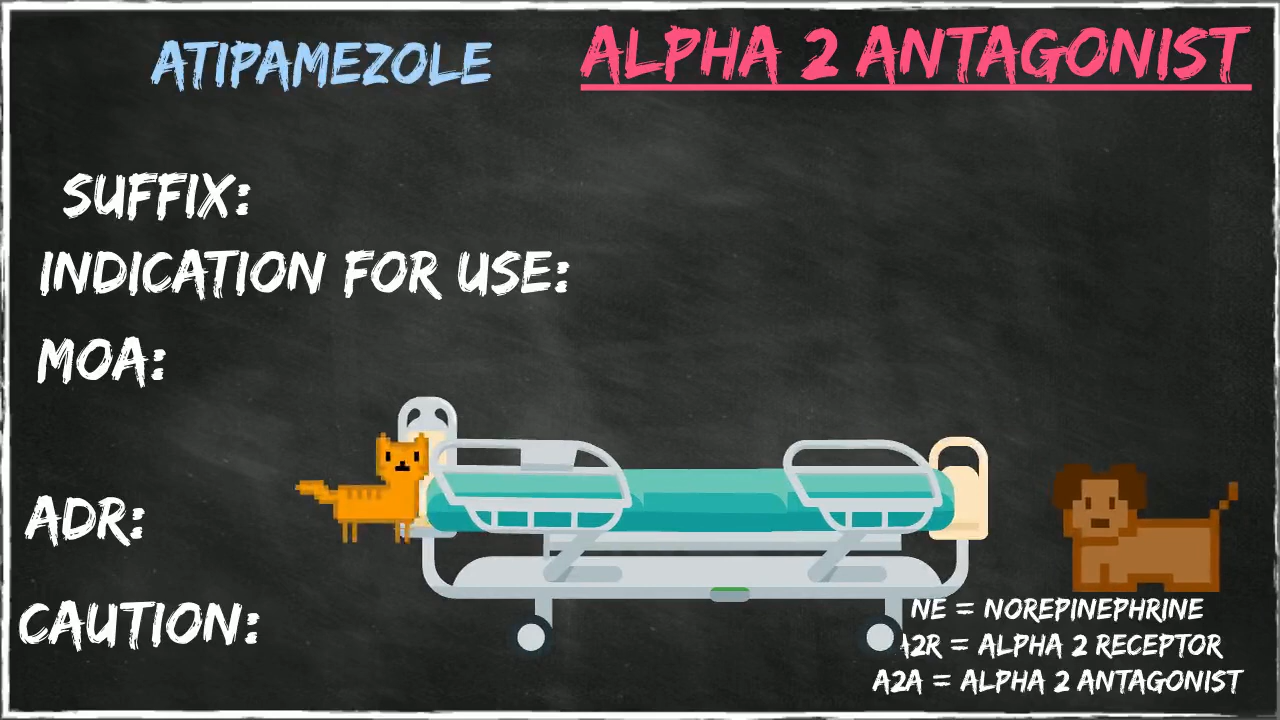 ATIPAMEZOLE
ALPHA 2 ANTAGONIST
SUFFIX:
INDICATION FOR USE:
MOA:
ADR:
CAUTION:
NE = NOREPINEPHRINE
A2R = ALPHA 2 RECEPTOR
A2A = ALPHA 2 ANTAGONIST